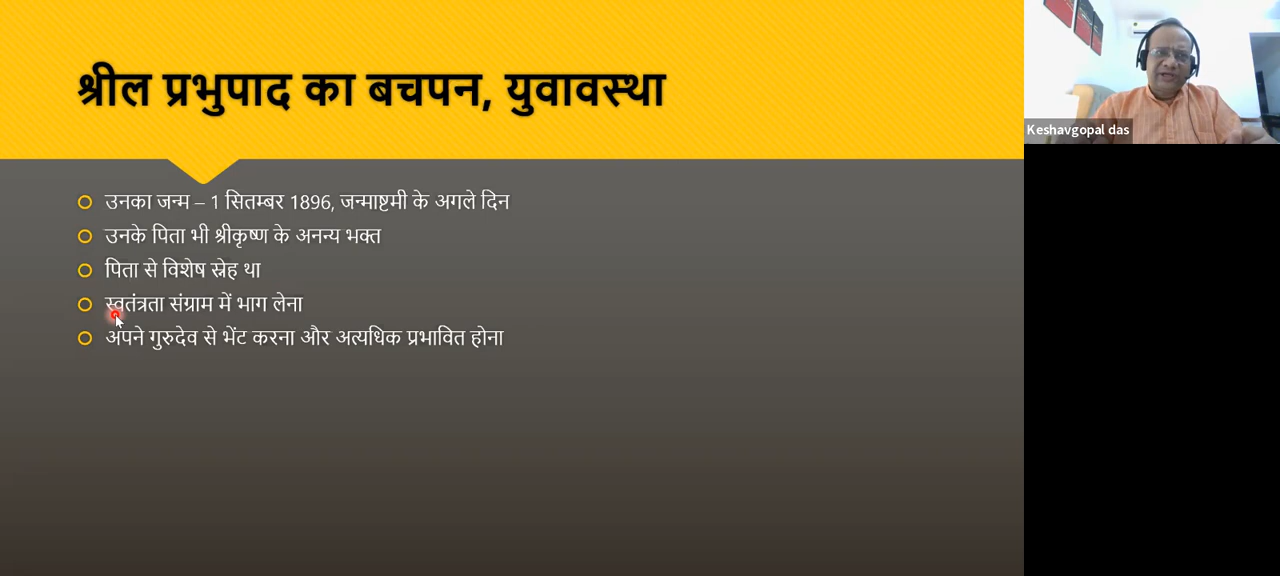 श्रील प्रभुपाद का बचपन, युवावस्था
उनका जन्म – 1 सितम्बर 1896, जन्माष्टमी के अगले दिन
उनके पिता भी श्रीकृष्ण के अनन्य भक्त
पिता से विशेष स्नेह था
स्वतंत्रता संग्राम में भाग लेना
अपने गुरुदेव से भेंट करना और अत्यधिक प्रभावित होना
Keshavgopal das